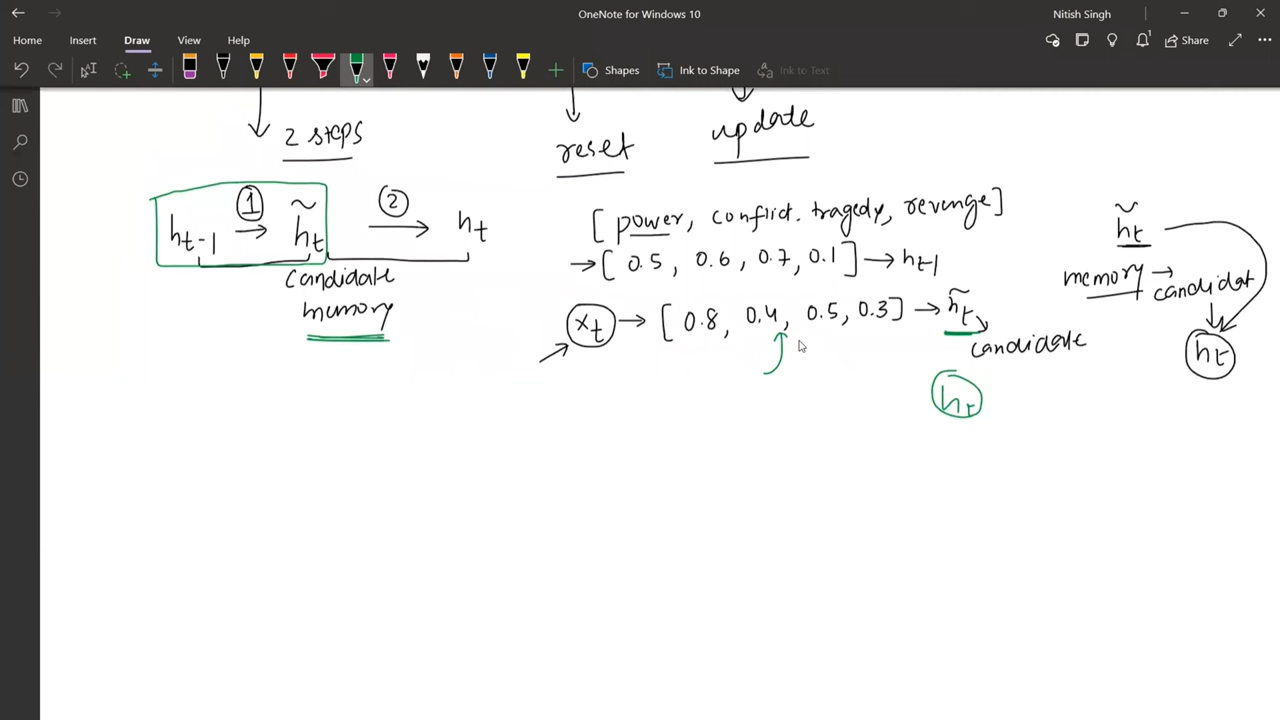 OneNote for Windows 10
Nitish Singh
Home Insert Draw View Help
Share
Shapes
Ink to Shape
Ink to Text
2 steps
reset
update
1
2
h̃t
ht-1 → h̃t → ht
candidate
memory
[power, conflict. tragedy, revenge]
→ [0.5, 0.6, 0.7, 0.1] → ht-1
xt → [0.8, 0.4, 0.5, 0.3] → h̃t
candidate
memory →
candidat
ht
ht